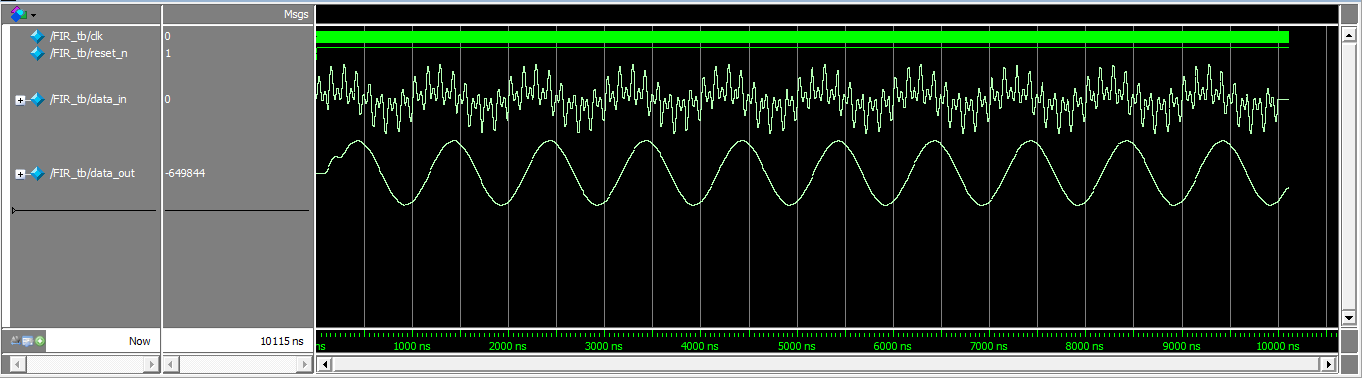 Msgs
/FIR_tb/clk 0
/FIR_tb/reset_n 1
/FIR_tb/data_in 0
/FIR_tb/data_out -649844
Now 10115 ns
ns 1000 ns 2000 ns 3000 ns 4000 ns 5000 ns 6000 ns 7000 ns 8000 ns 9000 ns 10000 ns